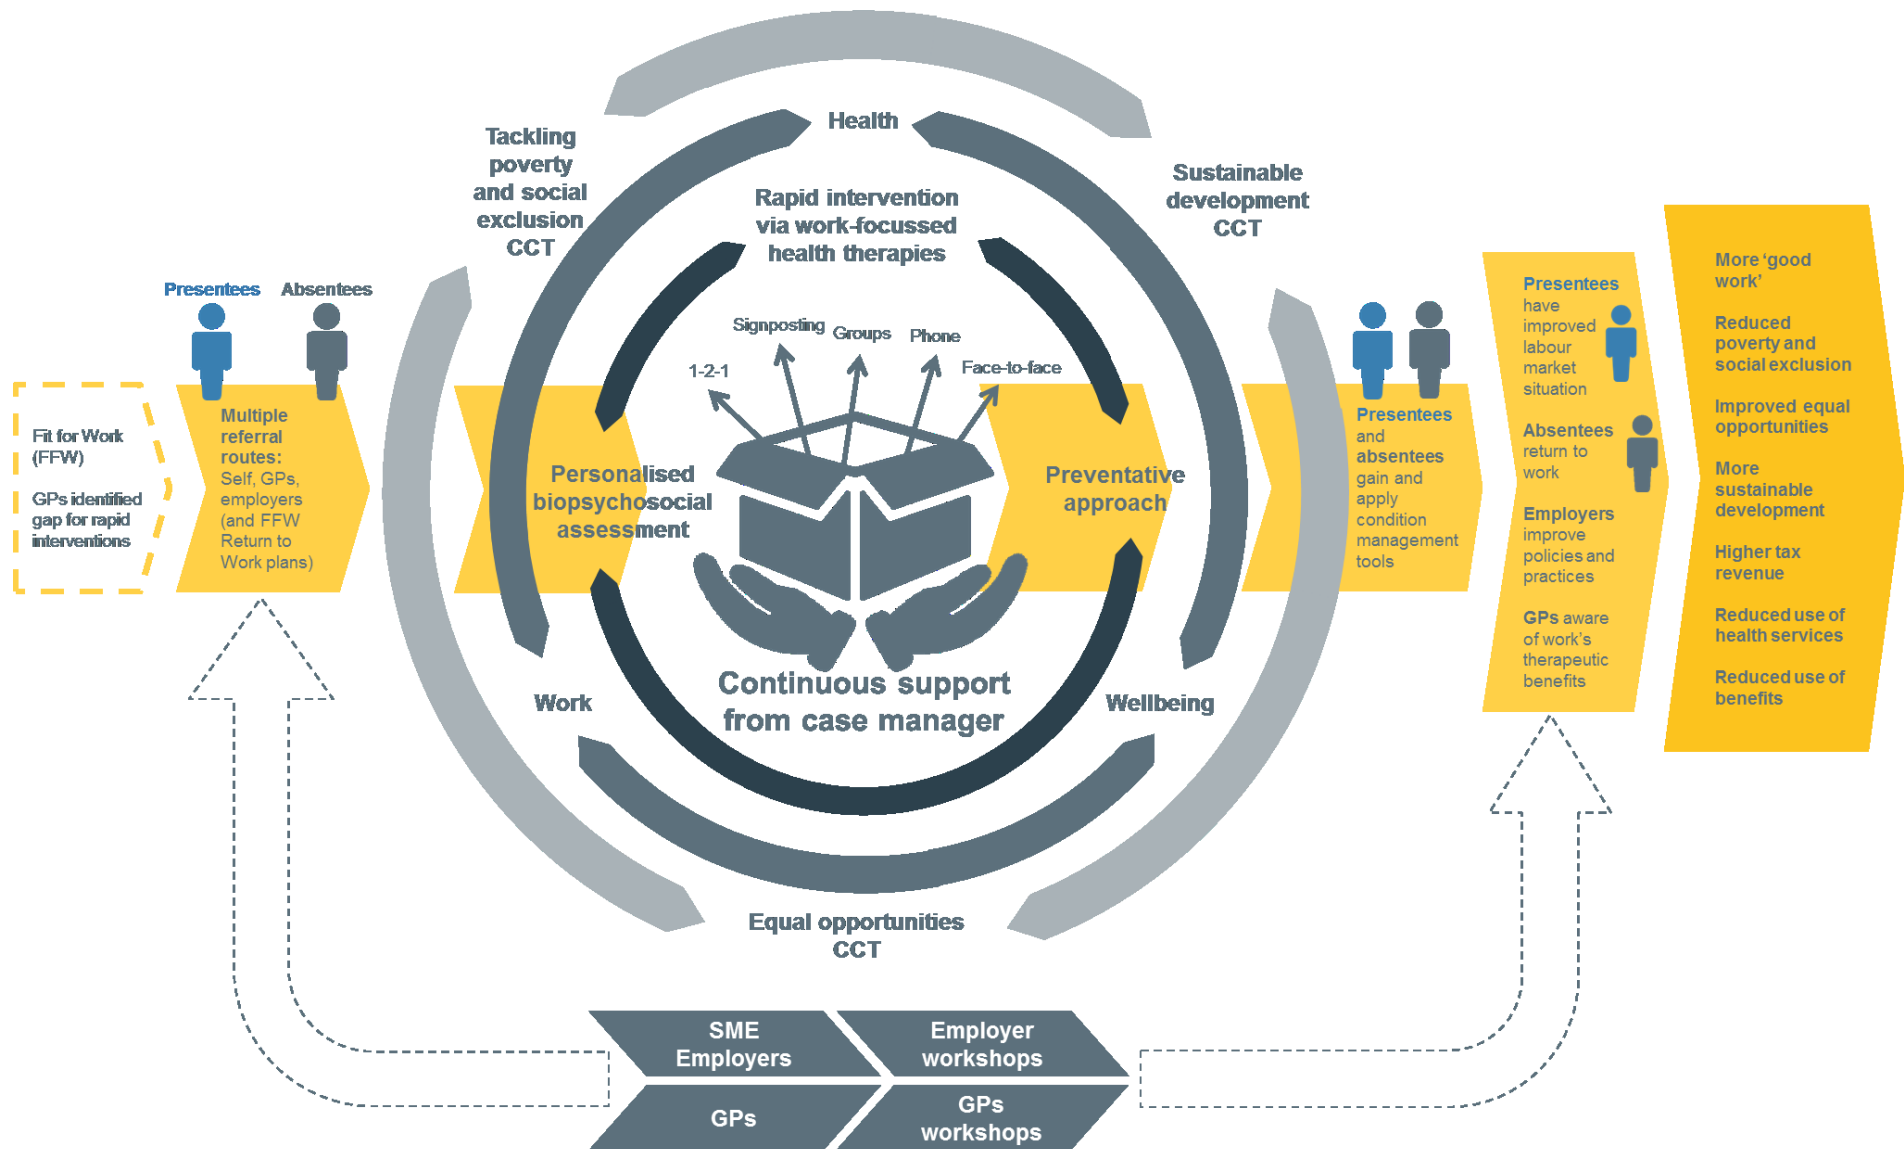 Fit for Work
(FFW)
GPs identified
gap for rapid
interventions
Presentees
Absentees
Multiple
referral
routes:
Self, GPs,
employers
(and FFW
Return to
Work plans)
Tackling
poverty
and social
exclusion
CCT
Health
Sustainable
development
CCT
Rapid intervention
via work-focussed
health therapies
1-2-1
Signposting
Groups
Phone
Face-to-face
Personalised
biopsychosocial
assessment
Preventative
approach
Continuous support
from case manager
Work
Wellbeing
Equal opportunities
CCT
Presentees
and
absentees
gain and
apply
condition
management
tools
Presentees
have
improved
labour
market
situation
Absentees
return to
work
Employers
improve
policies and
practices
GPs aware
of work's
therapeutic
benefits
More ‘good
work’
Reduced
poverty and
social exclusion
Improved equal
opportunities
More
sustainable
development
Higher tax
revenue
Reduced use of
health services
Reduced use of
benefits
SME
Employers
Employer
workshops
GPs
GPs
workshops